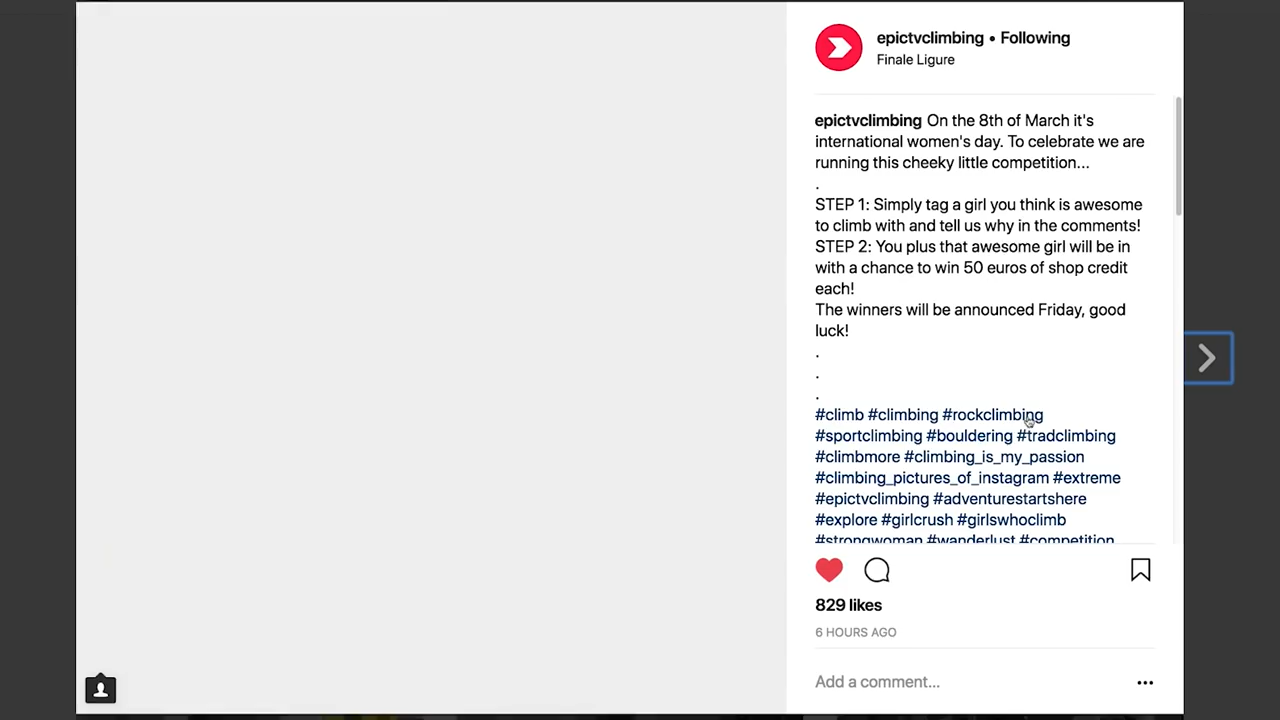 epictvclimbing • Following
Finale Ligure
epictvclimbing On the 8th of March it's
international women's day. To celebrate we are
running this cheeky little competition...
.
STEP 1: Simply tag a girl you think is awesome
to climb with and tell us why in the comments!
STEP 2: You plus that awesome girl will be in
with a chance to win 50 euros of shop credit
each!
The winners will be announced Friday, good
luck!
.
.
.
#climb #climbing #rockclimbing
#sportclimbing #bouldering #tradclimbing
#climbmore #climbing_is_my_passion
#climbing_pictures_of_instagram #extreme
#epictvclimbing #adventurestartshere
#explore #girlcrush #girlswhoclimb
#strongwoman #wanderlust #competition
829 likes
6 HOURS AGO
Add a comment...